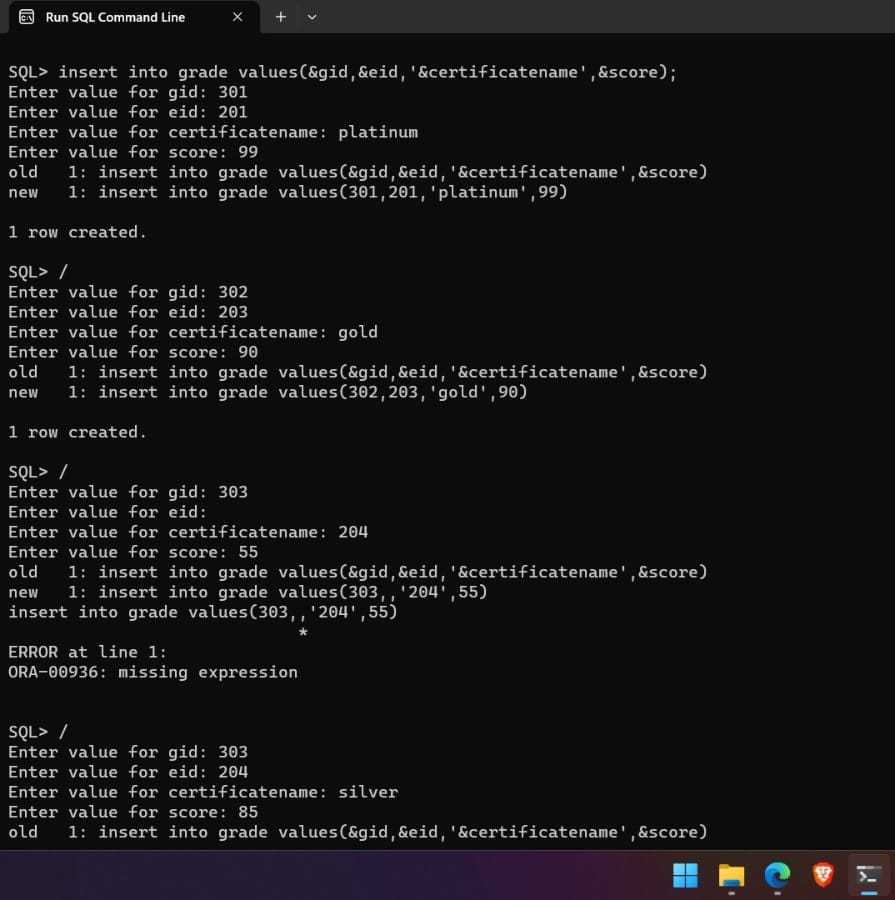 Run SQL Command Line
SQL> insert into grade values(&gid,&eid,'&certificatename',&score);
Enter value for gid: 301
Enter value for eid: 201
Enter value for certificatename: platinum
Enter value for score: 99
old   1: insert into grade values(&gid,&eid,'&certificatename',&score)
new   1: insert into grade values(301,201,'platinum',99)
1 row created.
SQL> /
Enter value for gid: 302
Enter value for eid: 203
Enter value for certificatename: gold
Enter value for score: 90
old   1: insert into grade values(&gid,&eid,'&certificatename',&score)
new   1: insert into grade values(302,203,'gold',90)
1 row created.
SQL> /
Enter value for gid: 303
Enter value for eid:
Enter value for certificatename: 204
Enter value for score: 55
old   1: insert into grade values(&gid,&eid,'&certificatename',&score)
new   1: insert into grade values(303,,'204',55)
insert into grade values(303,,'204',55)
*
ERROR at line 1:
ORA-00936: missing expression
SQL> /
Enter value for gid: 303
Enter value for eid: 204
Enter value for certificatename: silver
Enter value for score: 85
old   1: insert into grade values(&gid,&eid,'&certificatename',&score)